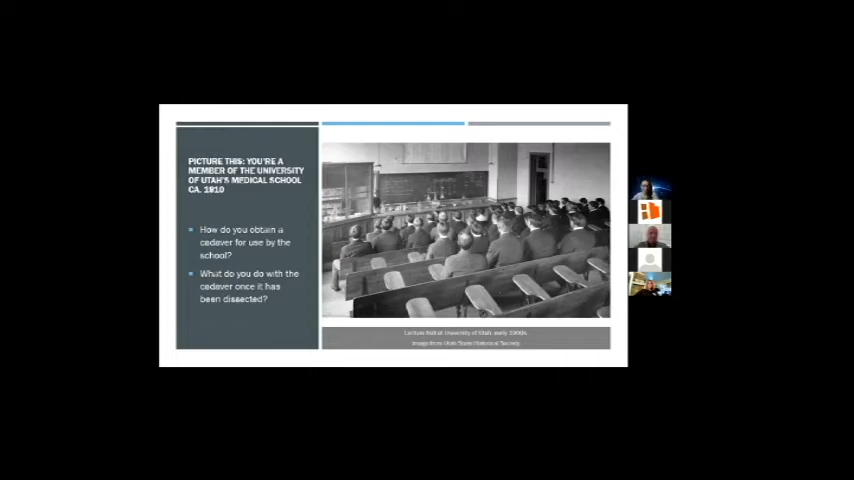 PICTURE THIS: YOU'RE A
MEMBER OF THE UNIVERSITY
OF UTAH'S MEDICAL SCHOOL
CA. 1910
How do you obtain a
cadaver for use by the
school?
What do you do with the
cadaver once it has
been dissected?
Lecture hall at University of Utah, early 1900s.
Image from Utah State Historical Society